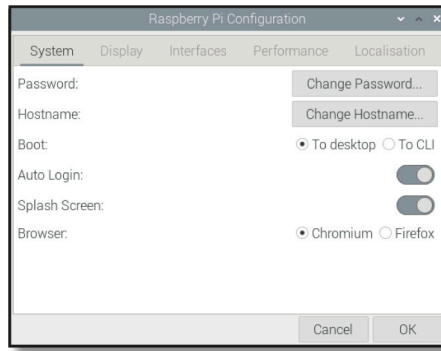 Raspberry Pi Configuration
System Display Interfaces Performance Localisation
Password: Change Password...
Hostname: Change Hostname...
Boot: To desktop To CLI
Auto Login:
Splash Screen:
Browser: Chromium Firefox
Cancel OK